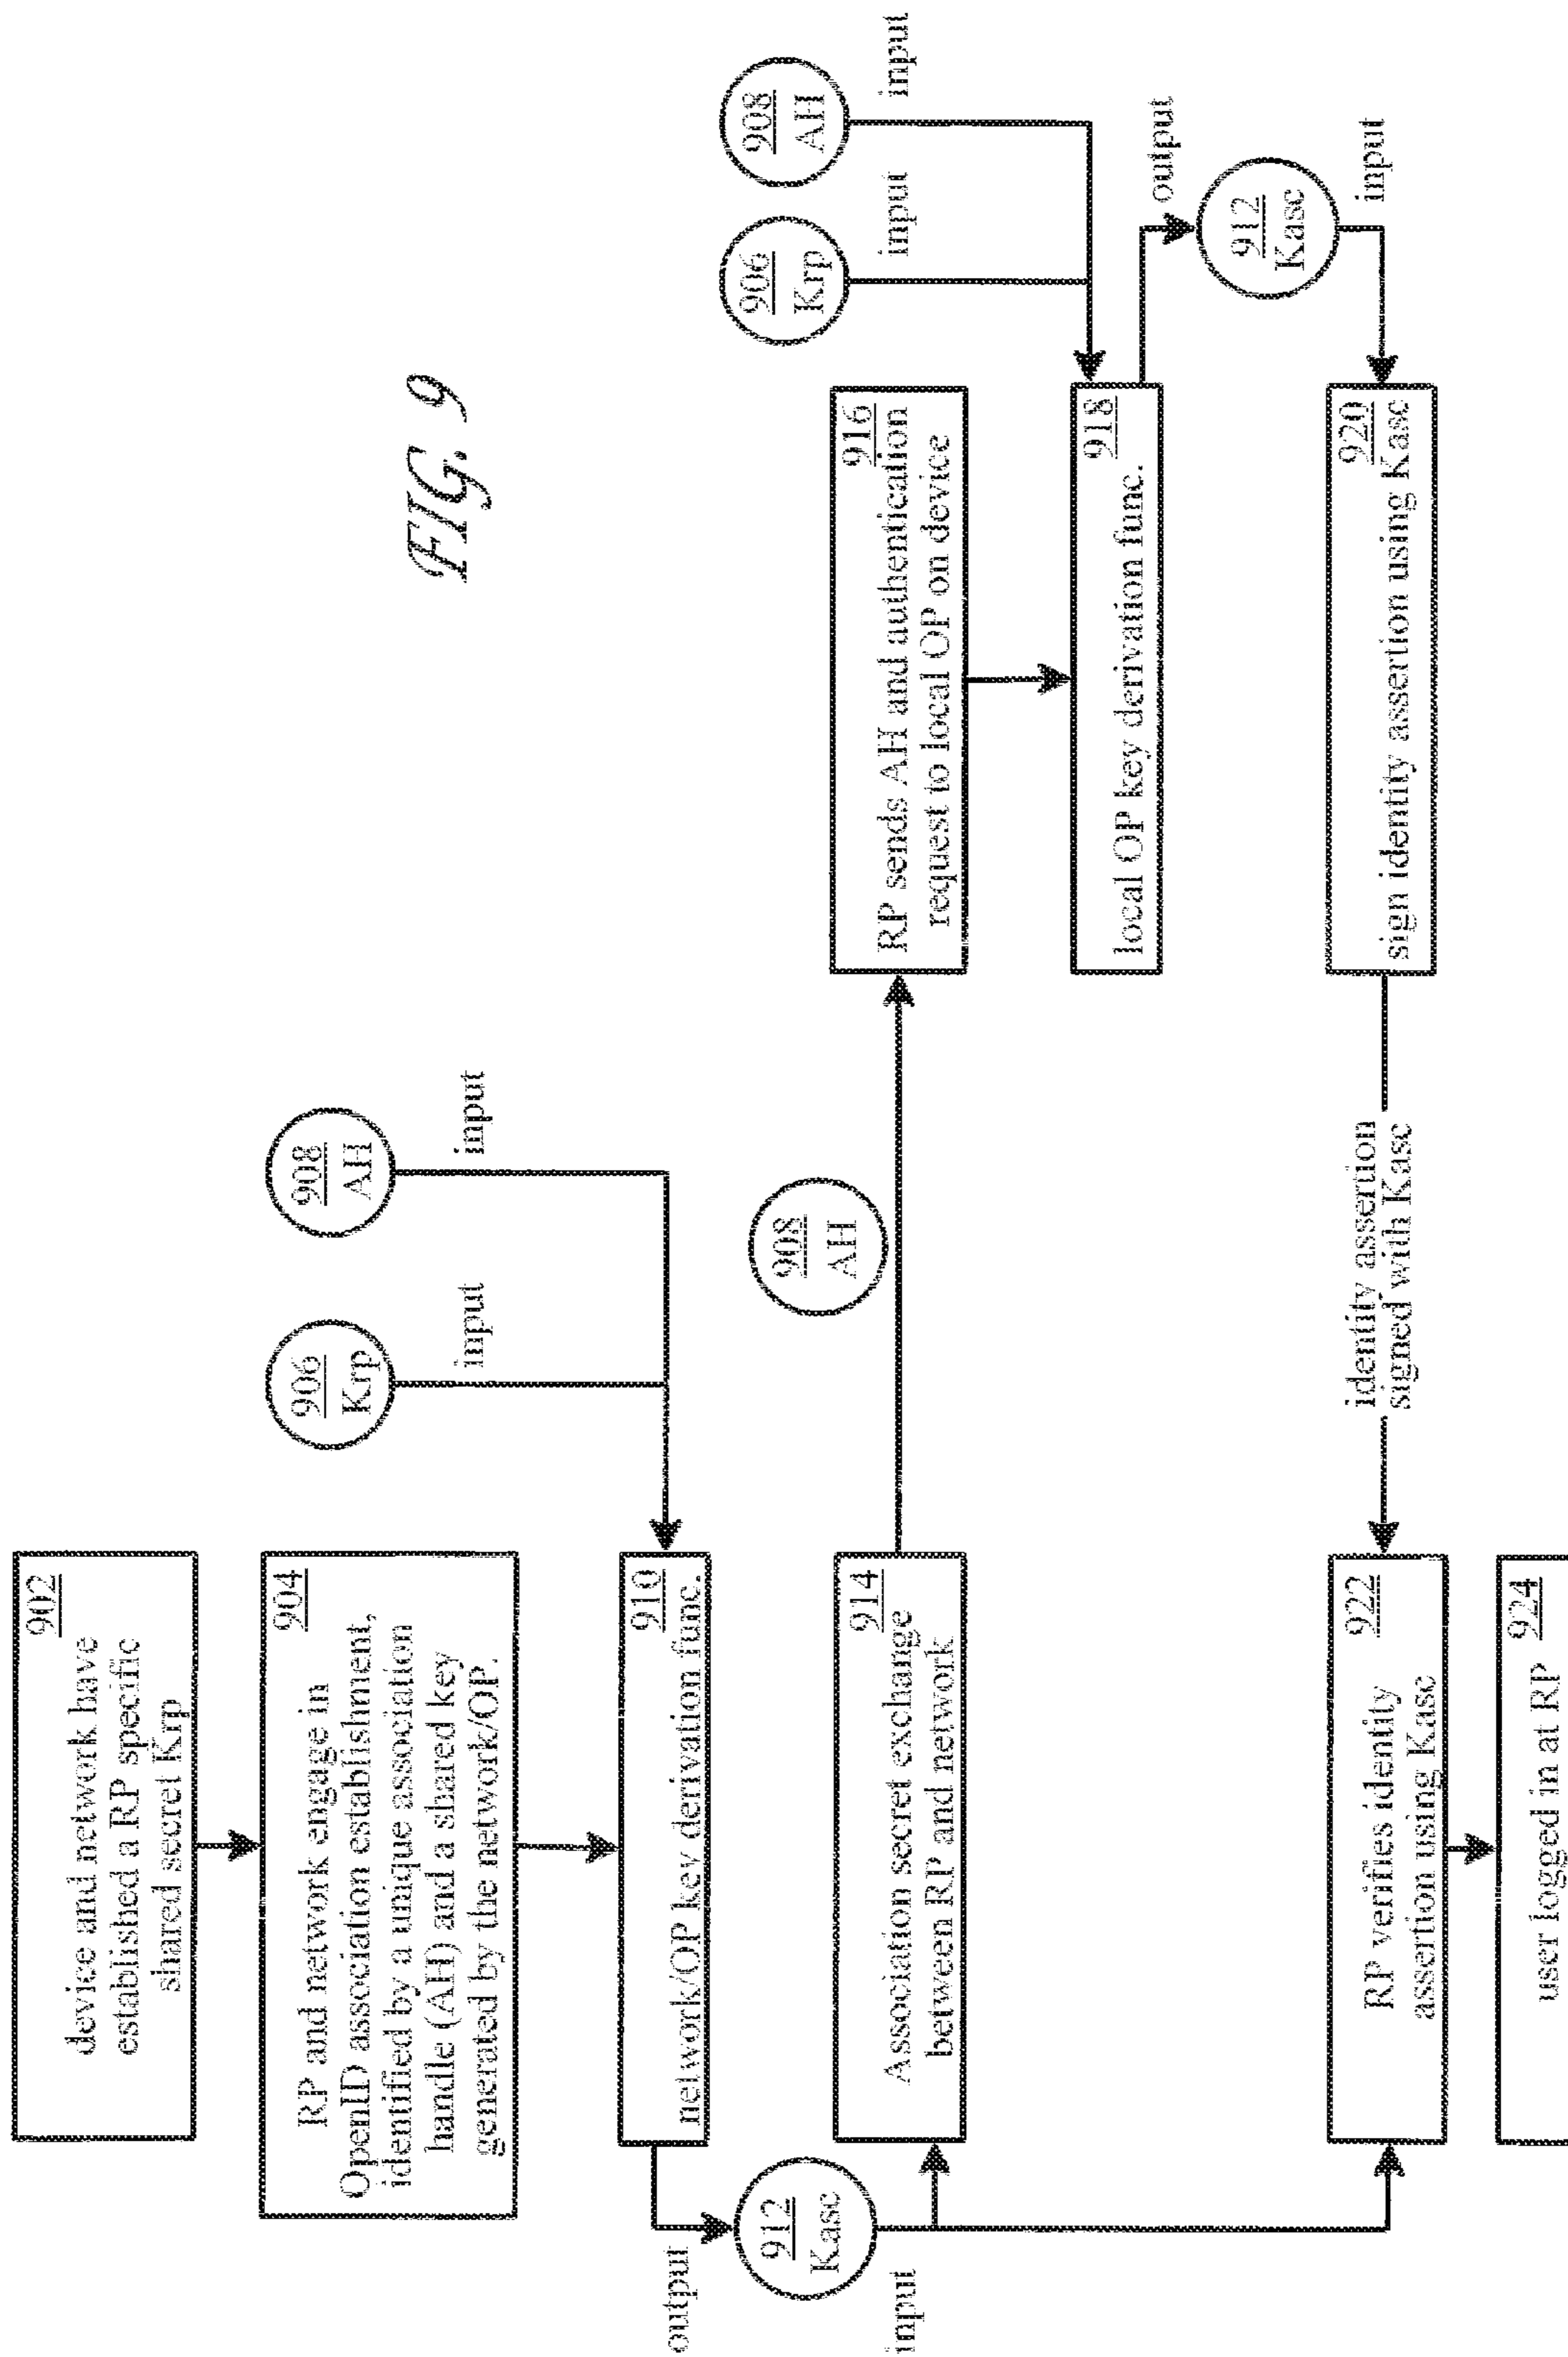 FIG. 9
902
device and network have
established a RP specific
shared secret Krp
904
RP and network engage in
OpenID association establishment,
identified by a unique association
handle (AH) and a shared key
generated by the network/OP.
906
Krp
input
908
AH
input
910
network/OP key derivation func.
output
912
Kasc
input
914
Association secret exchange
between RP and network
908
AH
916
RP sends AH and authentication
request to local OP on device
906
Krp
input
908
AH
input
918
local OP key derivation func.
output
912
Kasc
input
920
sign identity assertion using Kasc
identity assertion
signed with Kasc
922
RP verifies identity
assertion using Kasc
924
user logged in at RP